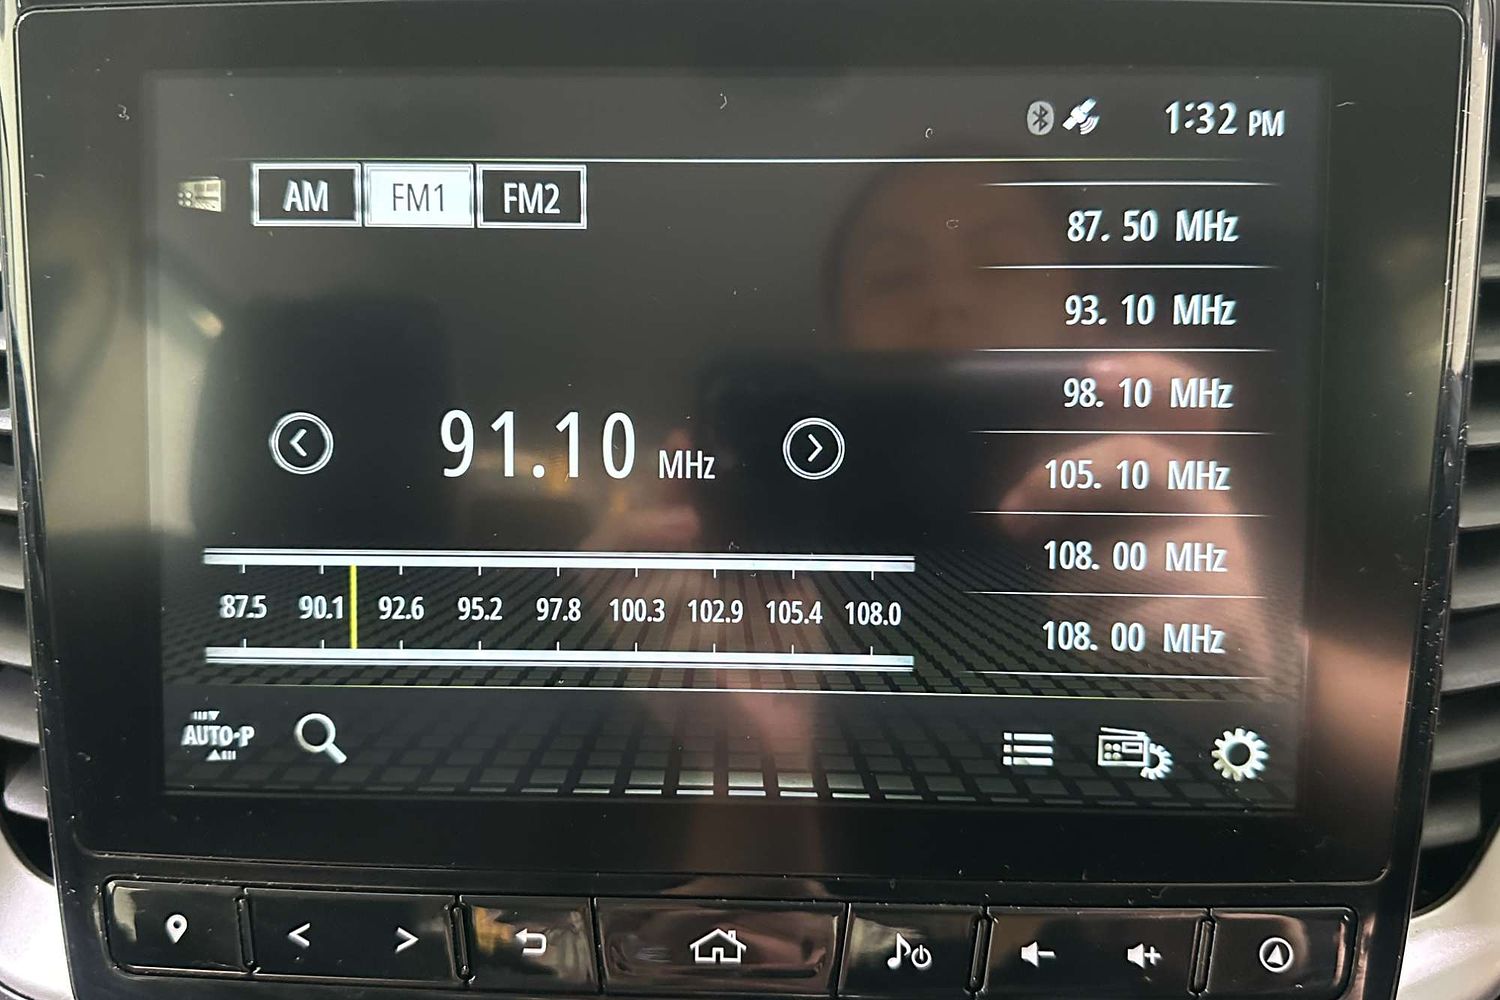 1:32 PM
AM FM1 FM2
87. 50 MHz
93. 10 MHz
98. 10 MHz
91.10 MHz
105. 10 MHz
108. 00 MHz
87.5 90.1 92.6 95.2 97.8 100.3 102.9 105.4 108.0
108. 00 MHz
AUTO-P